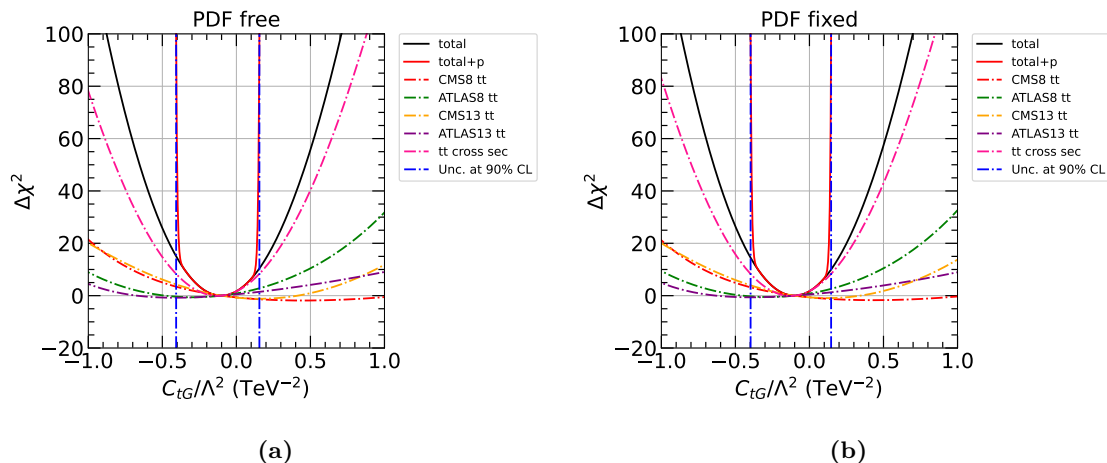 PDF free
100
80
60
40
20
0
−20
−1.0 −0.5 0.0 0.5 1.0
Δχ²
C_{tG}/Λ² (TeV⁻²)
total
total+p
CMS8 tt
ATLAS8 tt
CMS13 tt
ATLAS13 tt
tt cross sec
Unc. at 90% CL
(a)
PDF fixed
100
80
60
40
20
0
−20
−1.0 −0.5 0.0 0.5 1.0
Δχ²
C_{tG}/Λ² (TeV⁻²)
total
total+p
CMS8 tt
ATLAS8 tt
CMS13 tt
ATLAS13 tt
tt cross sec
Unc. at 90% CL
(b)